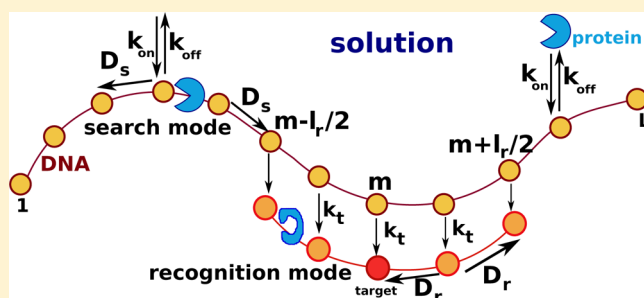 solution
protein
k_on k_off
D_s
k_on k_off
D_s
search mode
m-l_r/2
m+l_r/2
L
DNA
1
m
k_t
k_t
k_t
recognition mode
target
D_r
D_r